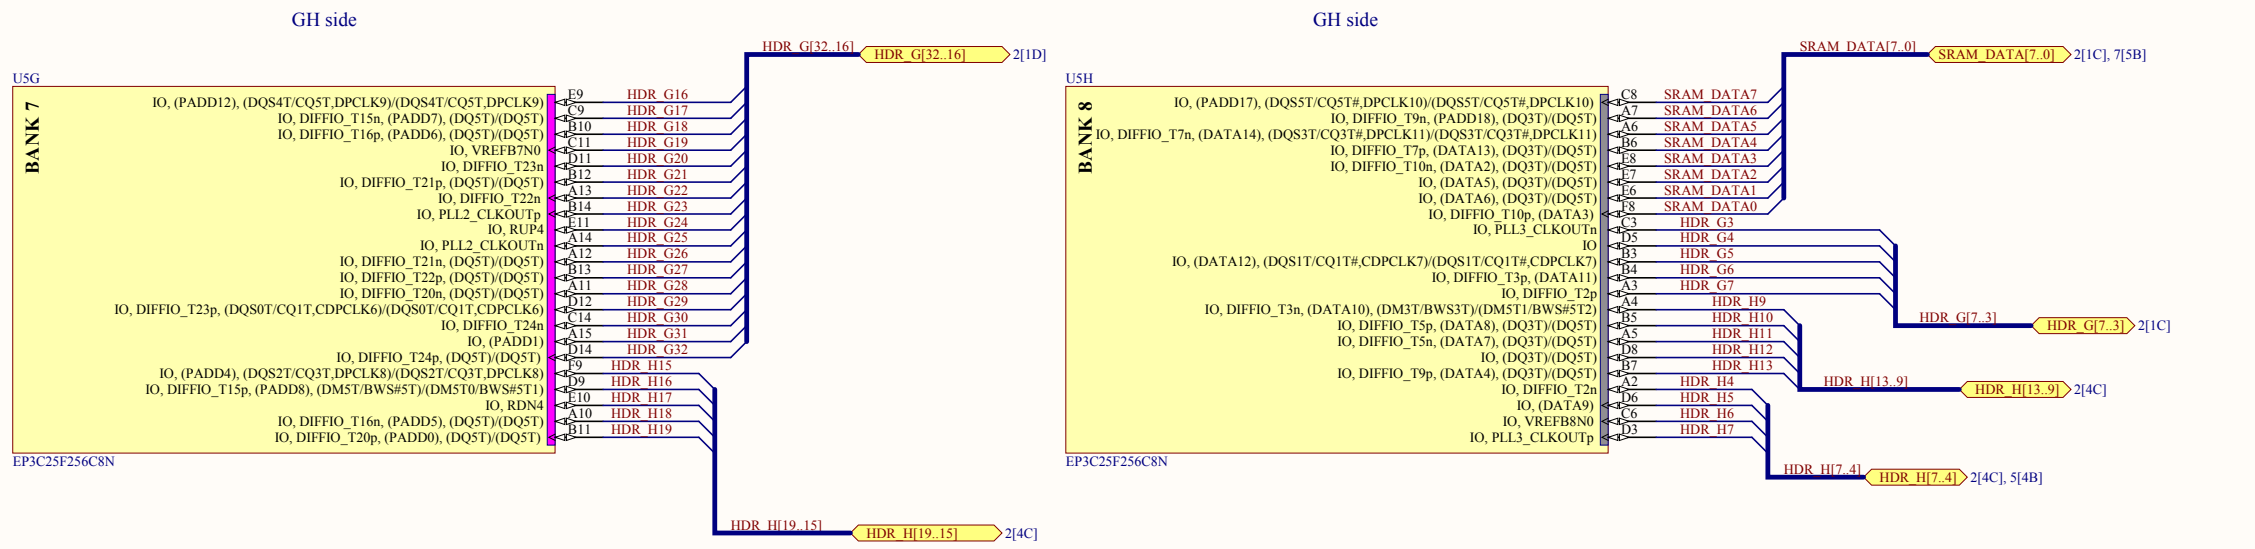 GH side
HDR_G[32..16]
HDR_G[32..16]
2[1D]
U5G
BANK 7
IO, (PADD12), (DQS4T/CQ5T,DPCLK9)/(DQS4T/CQ5T,DPCLK9) E9 HDR_G16
IO, DIFFIO_T15n, (PADD7), (DQ5T)/(DQ5T) C9 HDR_G17
IO, DIFFIO_T16p, (PADD6), (DQ5T)/(DQ5T) B10 HDR_G18
IO, VREFB7N0 C11 HDR_G19
IO, DIFFIO_T23n D11 HDR_G20
IO, DIFFIO_T21p, (DQ5T)/(DQ5T) B12 HDR_G21
IO, DIFFIO_T22n A13 HDR_G22
IO, PLL2_CLKOUTp B14 HDR_G23
IO, RUP4 E11 HDR_G24
IO, PLL2_CLKOUTn A14 HDR_G25
IO, DIFFIO_T21n, (DQ5T)/(DQ5T) A12 HDR_G26
IO, DIFFIO_T22p, (DQ5T)/(DQ5T) B13 HDR_G27
IO, DIFFIO_T20n, (DQ5T)/(DQ5T) A11 HDR_G28
IO, DIFFIO_T23p, (DQS0T/CQ1T,CDPCLK6)/(DQS0T/CQ1T,CDPCLK6) D12 HDR_G29
IO, DIFFIO_T24n C14 HDR_G30
IO, (PADD1) A15 HDR_G31
IO, DIFFIO_T24p, (DQ5T)/(DQ5T) D14 HDR_G32
IO, (PADD4), (DQS2T/CQ3T,DPCLK8)/(DQS2T/CQ3T,DPCLK8) F9 HDR_H15
IO, DIFFIO_T15p, (PADD8), (DM5T/BWS#5T)/(DM5T0/BWS#5T1) D9 HDR_H16
IO, RDN4 E10 HDR_H17
IO, DIFFIO_T16n, (PADD5), (DQ5T)/(DQ5T) A10 HDR_H18
IO, DIFFIO_T20p, (PADD0), (DQ5T)/(DQ5T) B11 HDR_H19
EP3C25F256C8N
HDR_H[19..15]
HDR_H[19..15]
2[4C]
GH side
SRAM_DATA[7..0]
SRAM_DATA[7..0]
2[1C], 7[5B]
U5H
BANK 8
IO, (PADD17), (DQS5T/CQ5T#,DPCLK10)/(DQS5T/CQ5T#,DPCLK10) C8 SRAM_DATA7
IO, DIFFIO_T9n, (PADD18), (DQ3T)/(DQ5T) A7 SRAM_DATA6
IO, DIFFIO_T7n, (DATA14), (DQS3T/CQ3T#,DPCLK11)/(DQS3T/CQ3T#,DPCLK11) A6 SRAM_DATA5
IO, DIFFIO_T7p, (DATA13), (DQ3T)/(DQ5T) B6 SRAM_DATA4
IO, DIFFIO_T10n, (DATA2), (DQ3T)/(DQ5T) E8 SRAM_DATA3
IO, (DATA5), (DQ3T)/(DQ5T) E7 SRAM_DATA2
IO, (DATA6), (DQ3T)/(DQ5T) E6 SRAM_DATA1
IO, DIFFIO_T10p, (DATA3) F8 SRAM_DATA0
IO, PLL3_CLKOUTn C3 HDR_G3
IO D5 HDR_G4
IO, (DATA12), (DQS1T/CQ1T#,CDPCLK7)/(DQS1T/CQ1T#,CDPCLK7) B3 HDR_G5
IO, DIFFIO_T3p, (DATA11) B4 HDR_G6
IO, DIFFIO_T2p A3 HDR_G7
IO, DIFFIO_T3n, (DATA10), (DM3T/BWS3T)/(DM5T1/BWS#5T2) A4 HDR_H9
IO, DIFFIO_T5p, (DATA8), (DQ3T)/(DQ5T) B5 HDR_H10
IO, DIFFIO_T5n, (DATA7), (DQ3T)/(DQ5T) A5 HDR_H11
IO, (DQ3T)/(DQ5T) D8 HDR_H12
IO, DIFFIO_T9p, (DATA4), (DQ3T)/(DQ5T) B7 HDR_H13
IO, DIFFIO_T2n A2 HDR_H4
IO, (DATA9) D6 HDR_H5
IO, VREFB8N0 C6 HDR_H6
IO, PLL3_CLKOUTp D3 HDR_H7
EP3C25F256C8N
HDR_G[7..3]
HDR_G[7..3]
2[1C]
HDR_H[13..9]
HDR_H[13..9]
2[4C]
HDR_H[7..4]
HDR_H[7..4]
2[4C], 5[4B]